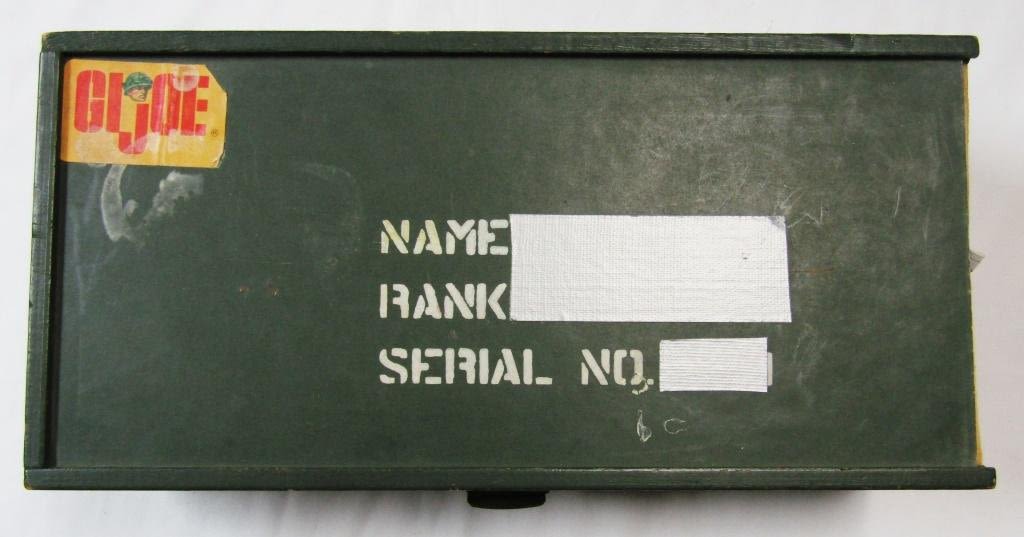 GI JOE ®
NAME
RANK
SERIAL NO.